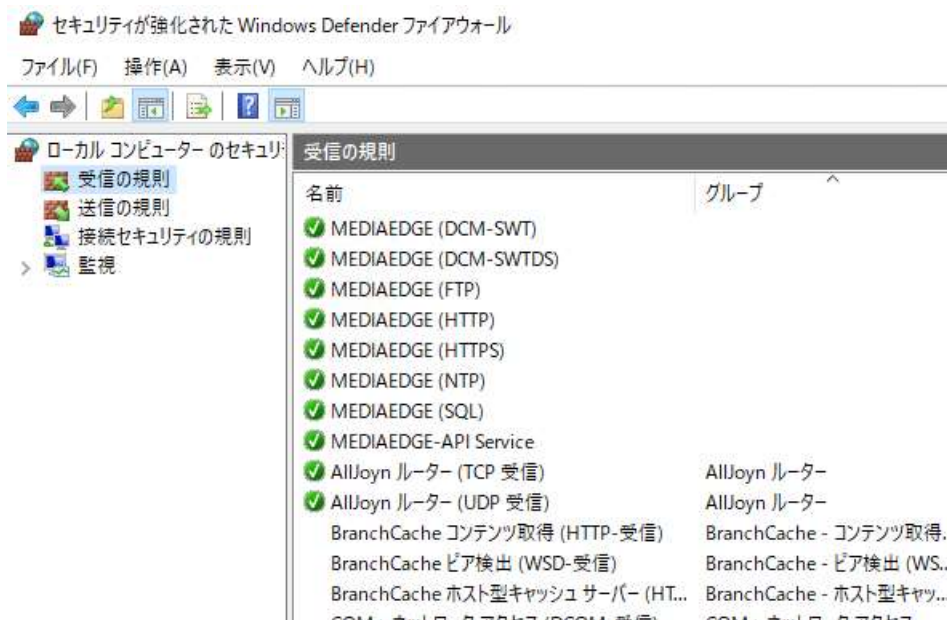 セキュリティが強化された Windows Defender ファイアウォール
ファイル(F) 操作(A) 表示(V) ヘルプ(H)
ローカル コンピューター のセキュリ
受信の規則
送信の規則
接続セキュリティの規則
監視
受信の規則
名前 グループ
MEDIAEDGE (DCM-SWT)
MEDIAEDGE (DCM-SWTDS)
MEDIAEDGE (FTP)
MEDIAEDGE (HTTP)
MEDIAEDGE (HTTPS)
MEDIAEDGE (NTP)
MEDIAEDGE (SQL)
MEDIAEDGE-API Service
AllJoyn ルーター (TCP 受信) AllJoyn ルーター
AllJoyn ルーター (UDP 受信) AllJoyn ルーター
BranchCache コンテンツ取得 (HTTP-受信) BranchCache - コンテンツ取得.
BranchCache ピア検出 (WSD-受信) BranchCache - ピア検出 (WS..
BranchCache ホスト型キャッシュ サーバー (HT... BranchCache - ホスト型キャッ...